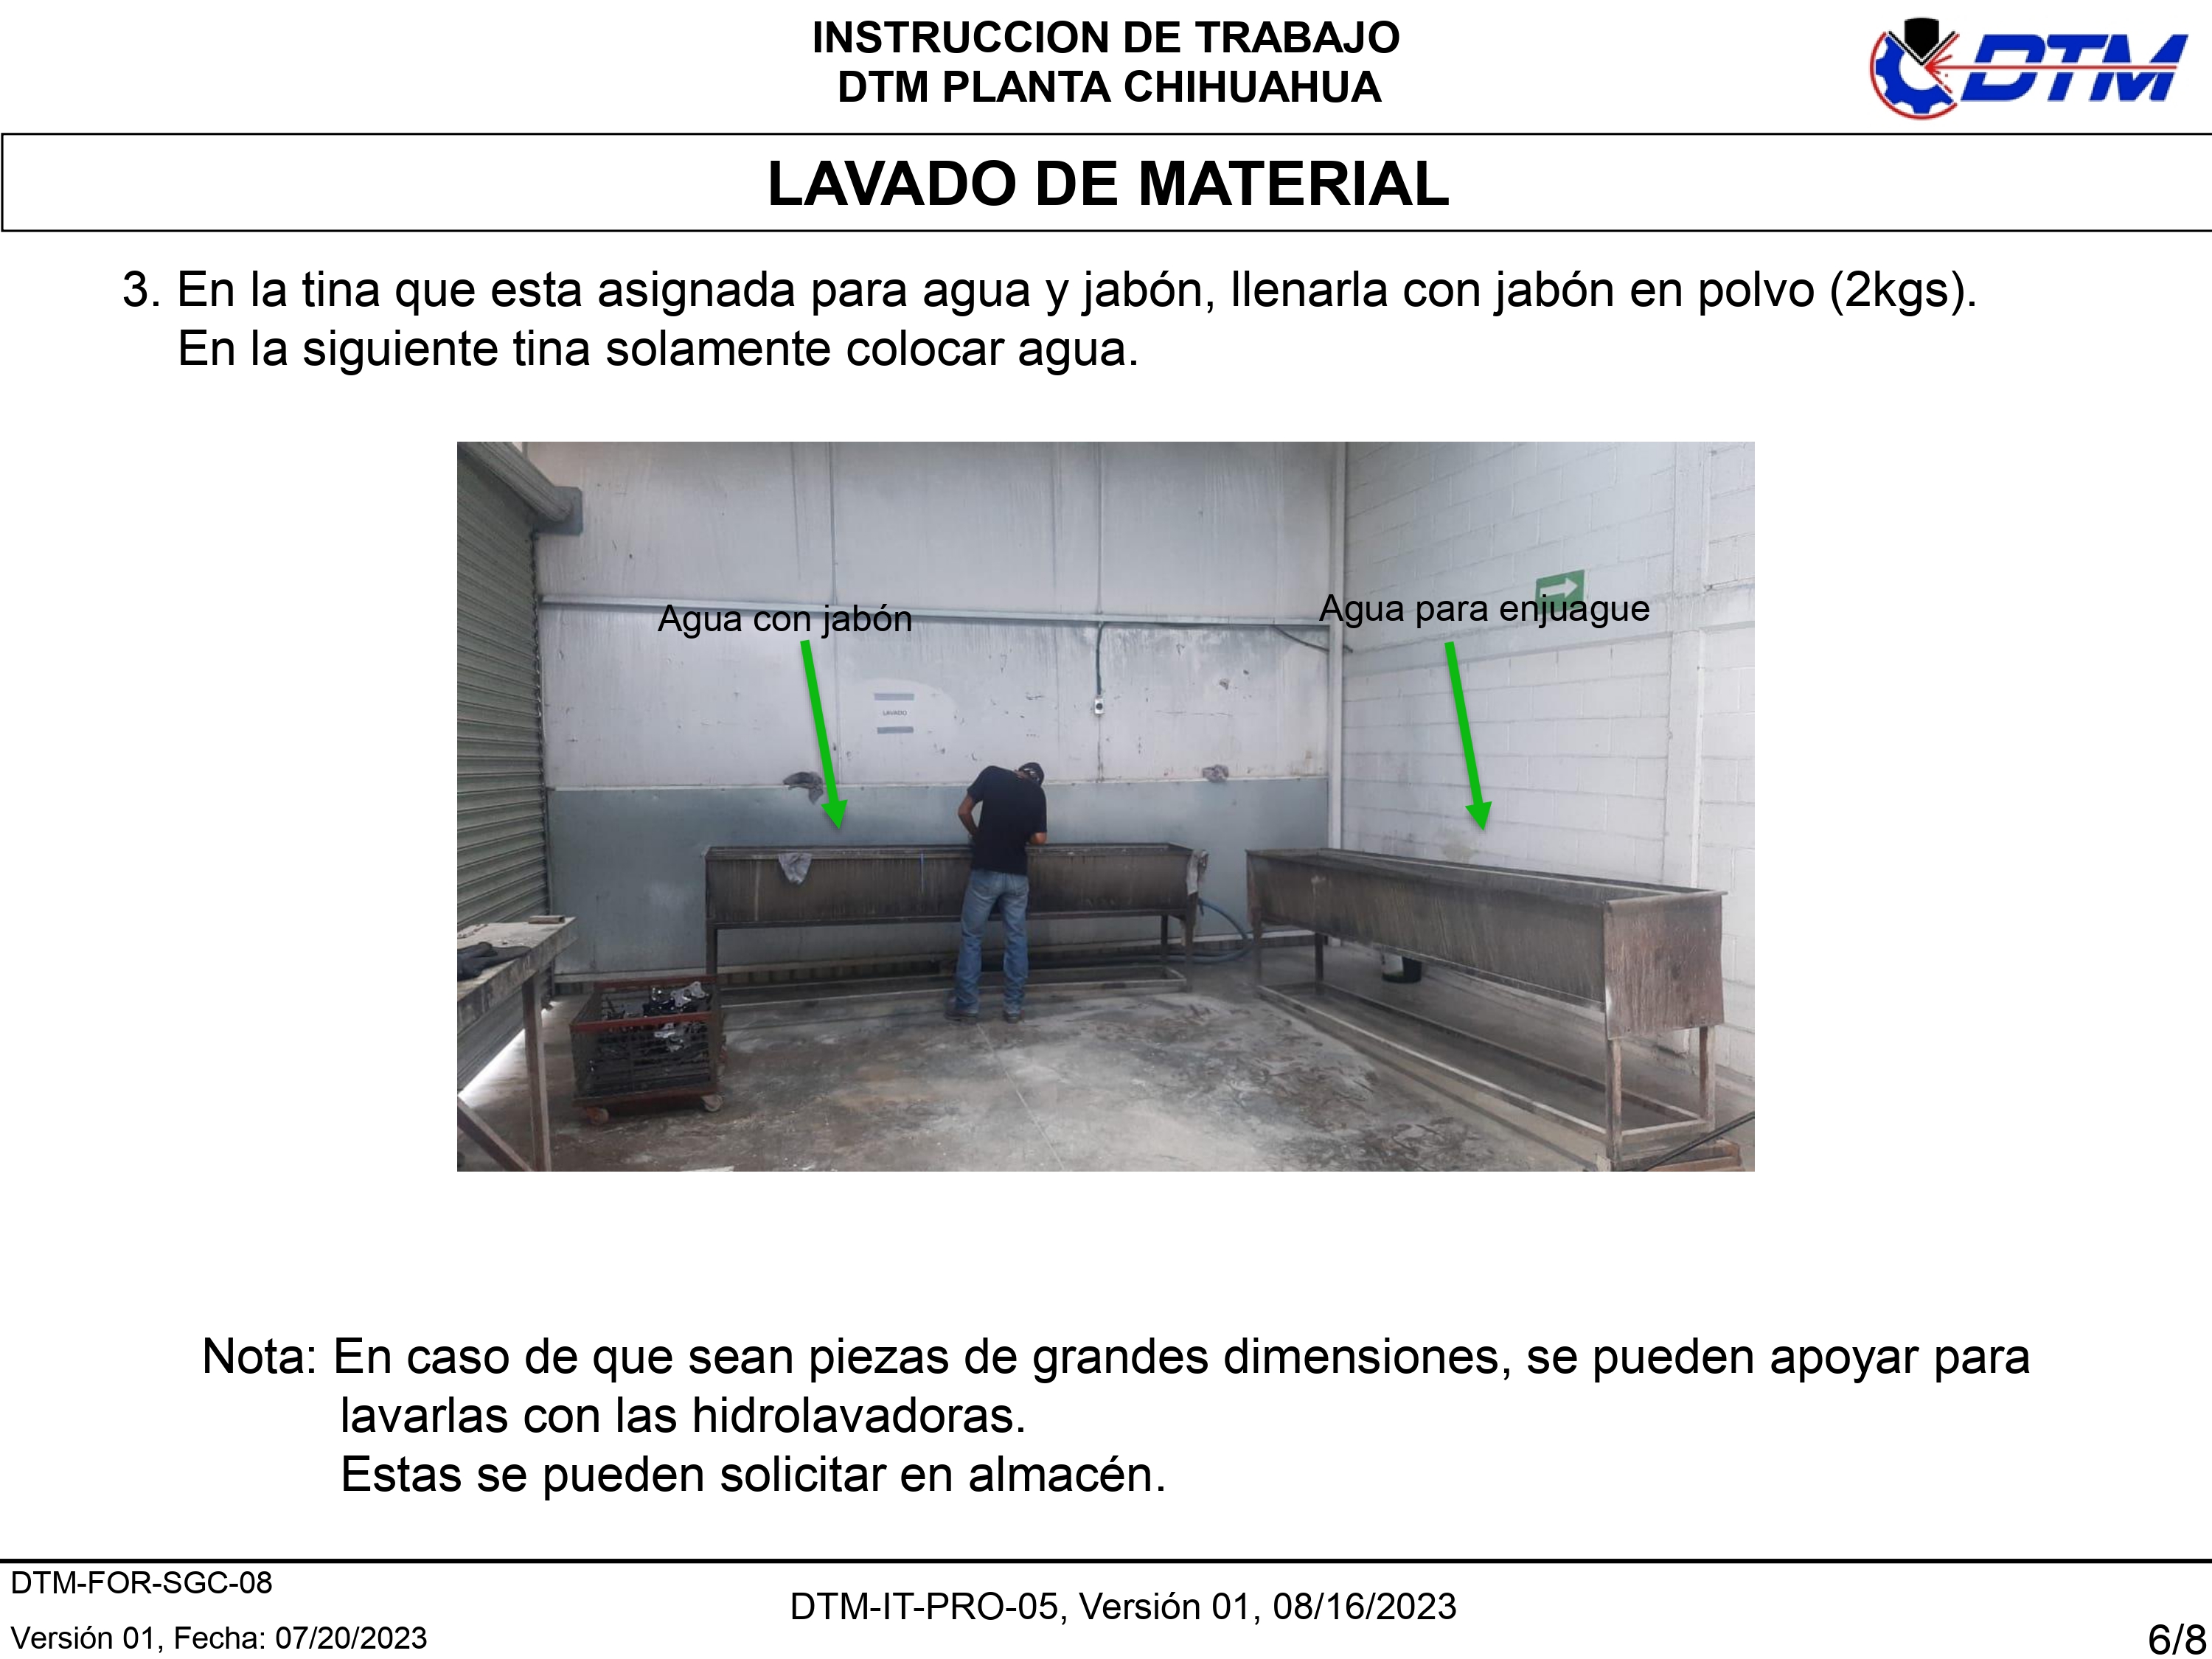 INSTRUCCION DE TRABAJO
DTM PLANTA CHIHUAHUA
DTM
LAVADO DE MATERIAL
3. En la tina que esta asignada para agua y jabón, llenarla con jabón en polvo (2kgs).
En la siguiente tina solamente colocar agua.
Agua con jabón
Agua para enjuague
LAVADO
Nota: En caso de que sean piezas de grandes dimensiones, se pueden apoyar para
lavarlas con las hidrolavadoras.
Estas se pueden solicitar en almacén.
DTM-FOR-SGC-08
DTM-IT-PRO-05, Versión 01, 08/16/2023
Versión 01, Fecha: 07/20/2023
6/8